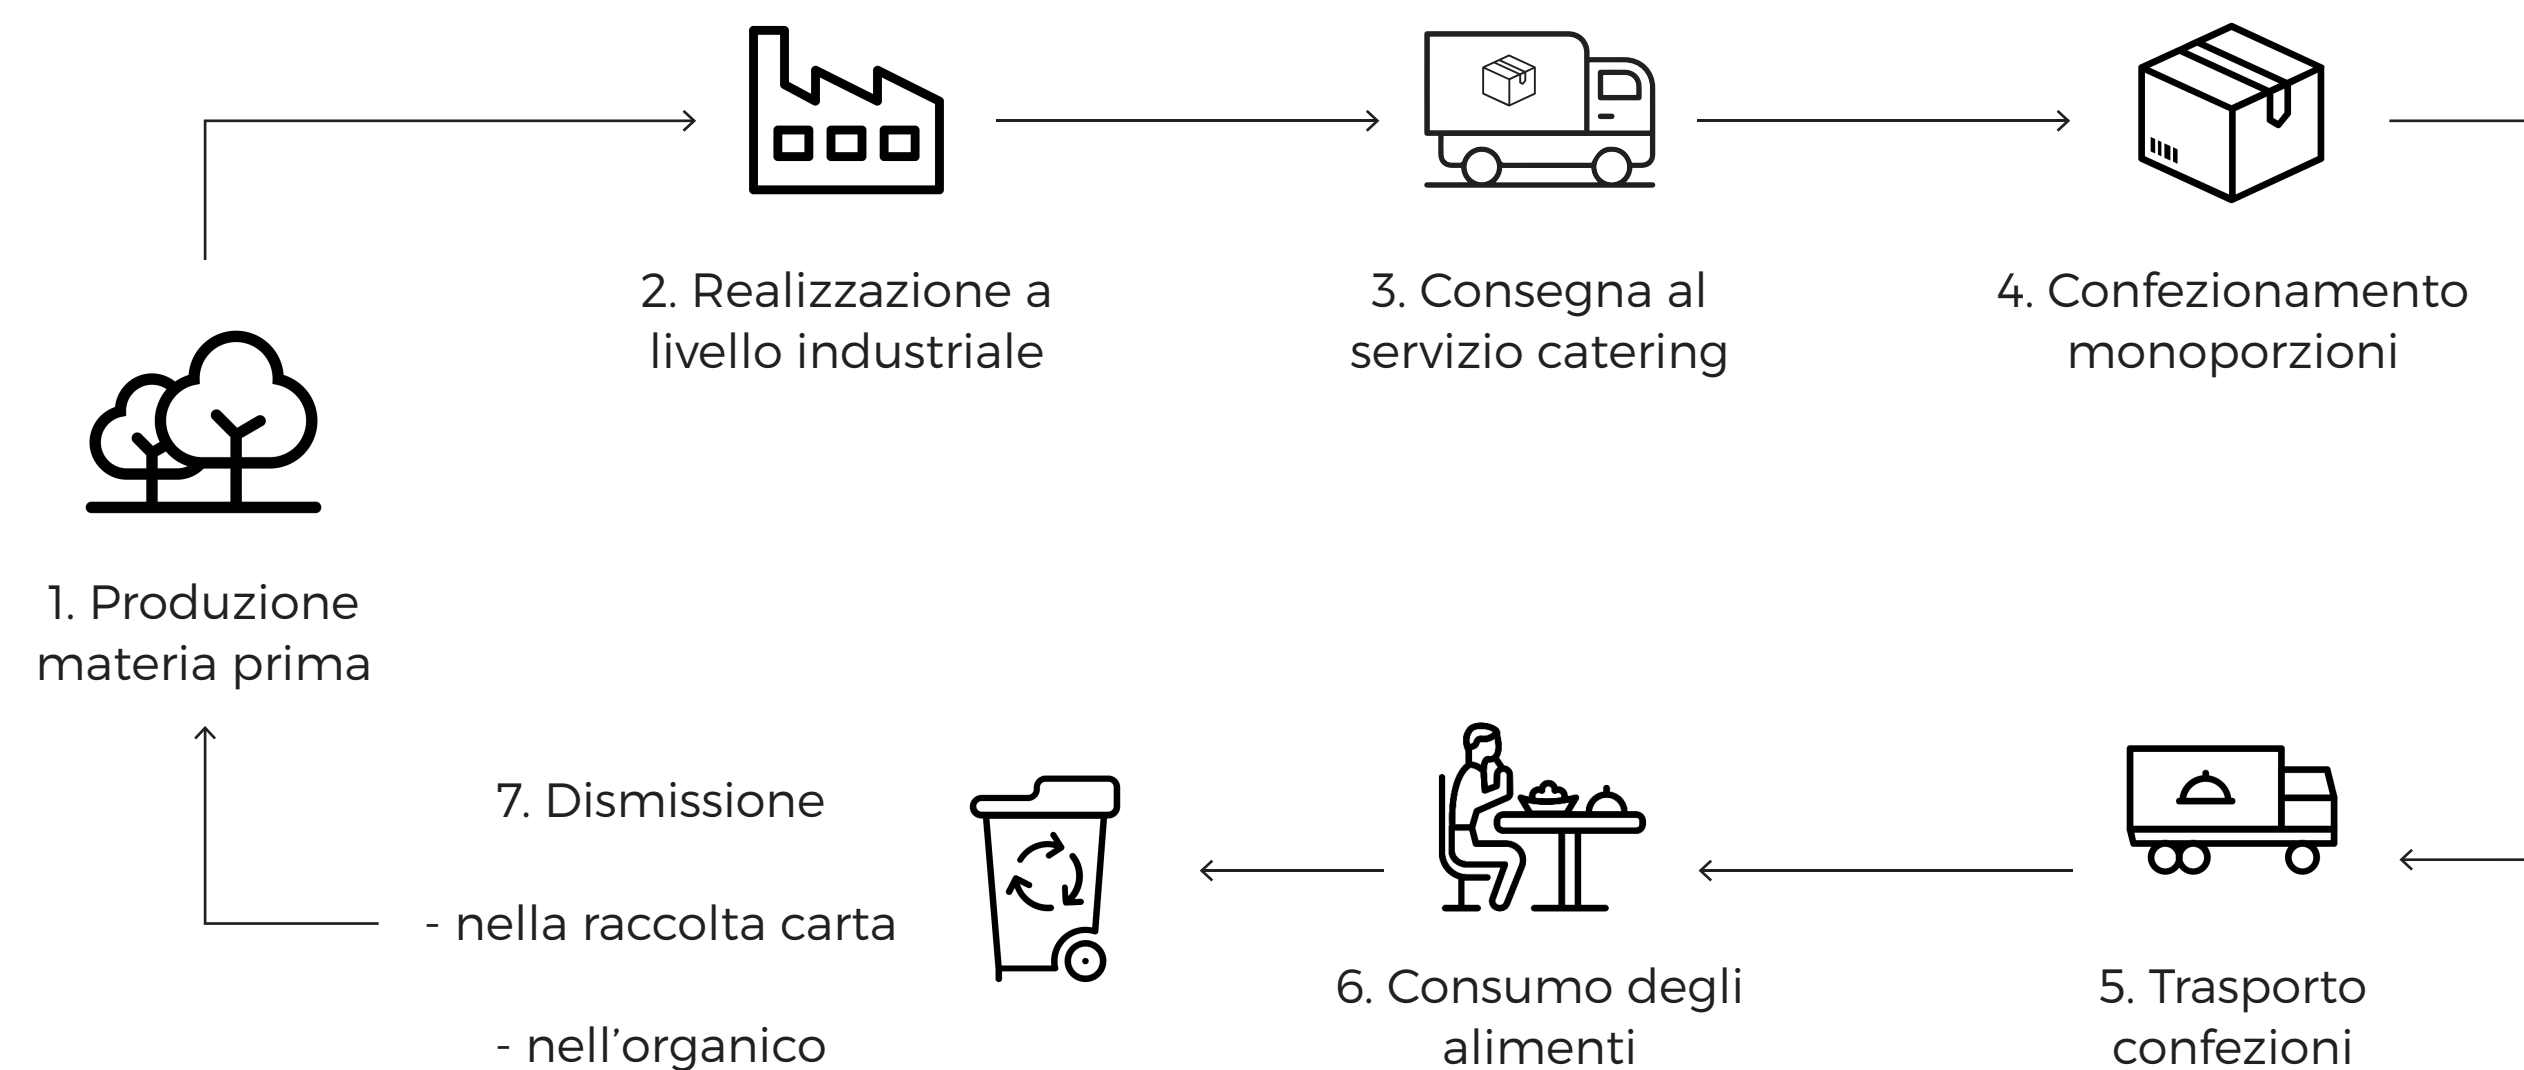 1. Produzione
materia prima
2. Realizzazione a
livello industriale
3. Consegna al
servizio catering
4. Confezionamento
monoporzioni
5. Trasporto
confezioni
6. Consumo degli
alimenti
7. Dismissione
- nella raccolta carta
- nell’organico